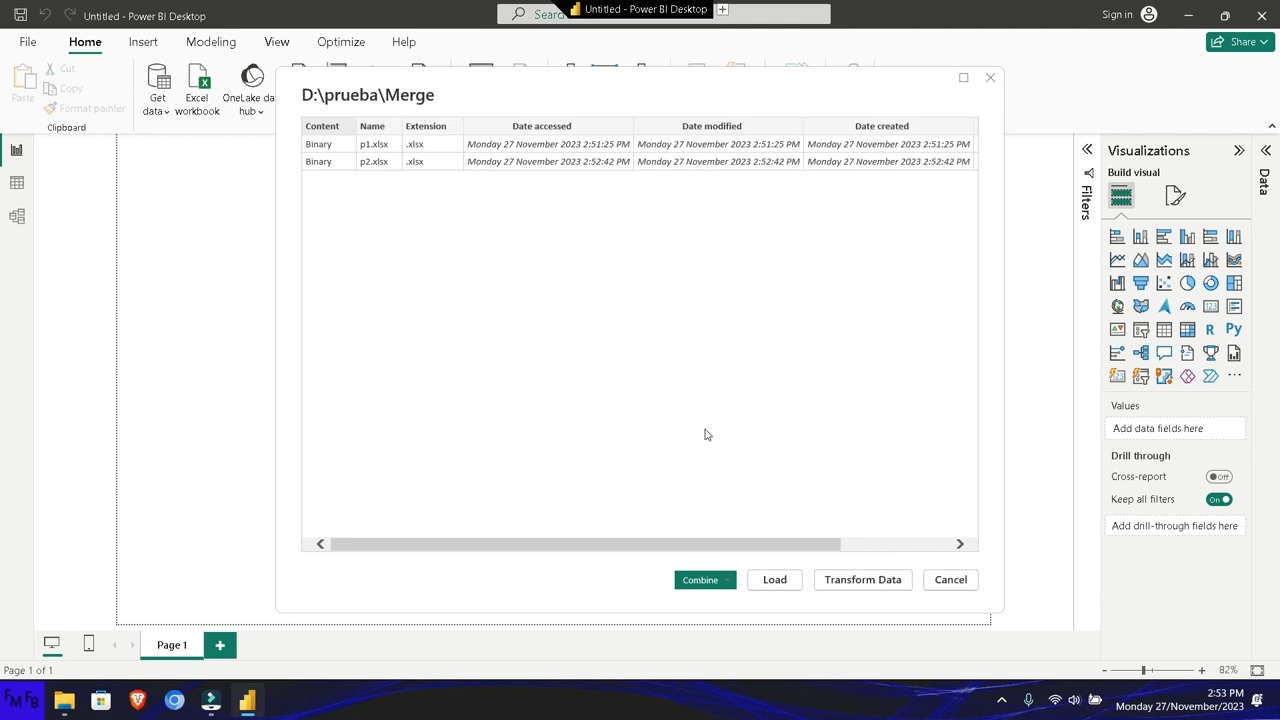 Untitled - Power BI Desktop
Sear
Untitled - Power BI Desktop
Sign in
File Home Insert Modeling View Optimize Help
Share
Paste
Cut
Copy
Format painter
Clipboard
Get data
Excel workbook
OneLake da
hub
D:\prueba\Merge
Content Name Extension Date accessed Date modified Date created
Binary p1.xlsx .xlsx Monday 27 November 2023 2:51:25 PM Monday 27 November 2023 2:51:25 PM Monday 27 November 2023 2:51:25 PM
Binary p2.xlsx .xlsx Monday 27 November 2023 2:52:42 PM Monday 27 November 2023 2:52:42 PM Monday 27 November 2023 2:52:42 PM
Combine Load Transform Data Cancel
Filters
Visualizations
Build visual
R Py
Values
Add data fields here
Drill through
Cross-report Off
Keep all filters On
Add drill-through fields here
Data
Page 1
Page 1 of 1
82%
FM FB
2:53 PM
Monday 27/November/2023